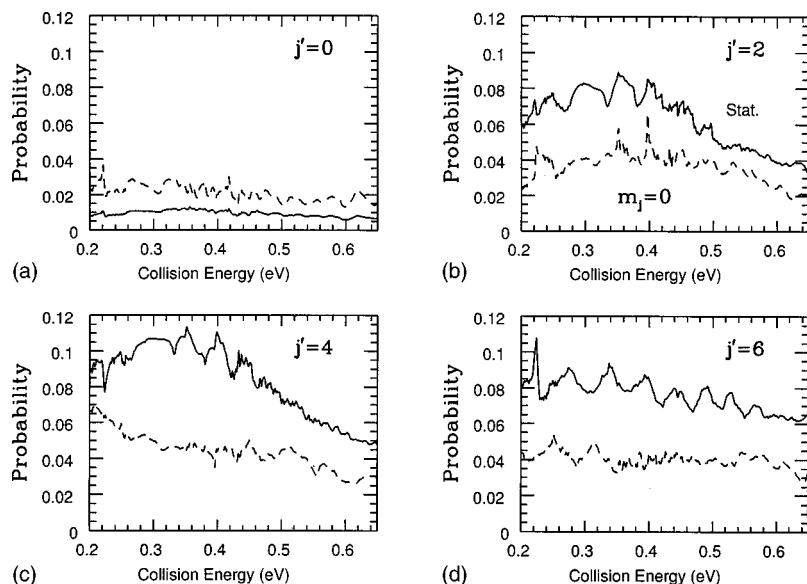 0.12
0.1
0.08
0.06
0.04
0.02
0
Probability
j'=0
0.2 0.3 0.4 0.5 0.6
(a) Collision Energy (eV)
0.12
0.1
0.08
0.06
0.04
0.02
0
Probability
j'=2
Stat.
mj=0
0.2 0.3 0.4 0.5 0.6
(b) Collision Energy (eV)
0.12
0.1
0.08
0.06
0.04
0.02
0
Probability
j'=4
0.2 0.3 0.4 0.5 0.6
(c) Collision Energy (eV)
0.12
0.1
0.08
0.06
0.04
0.02
0
Probability
j'=6
0.2 0.3 0.4 0.5 0.6
(d) Collision Energy (eV)